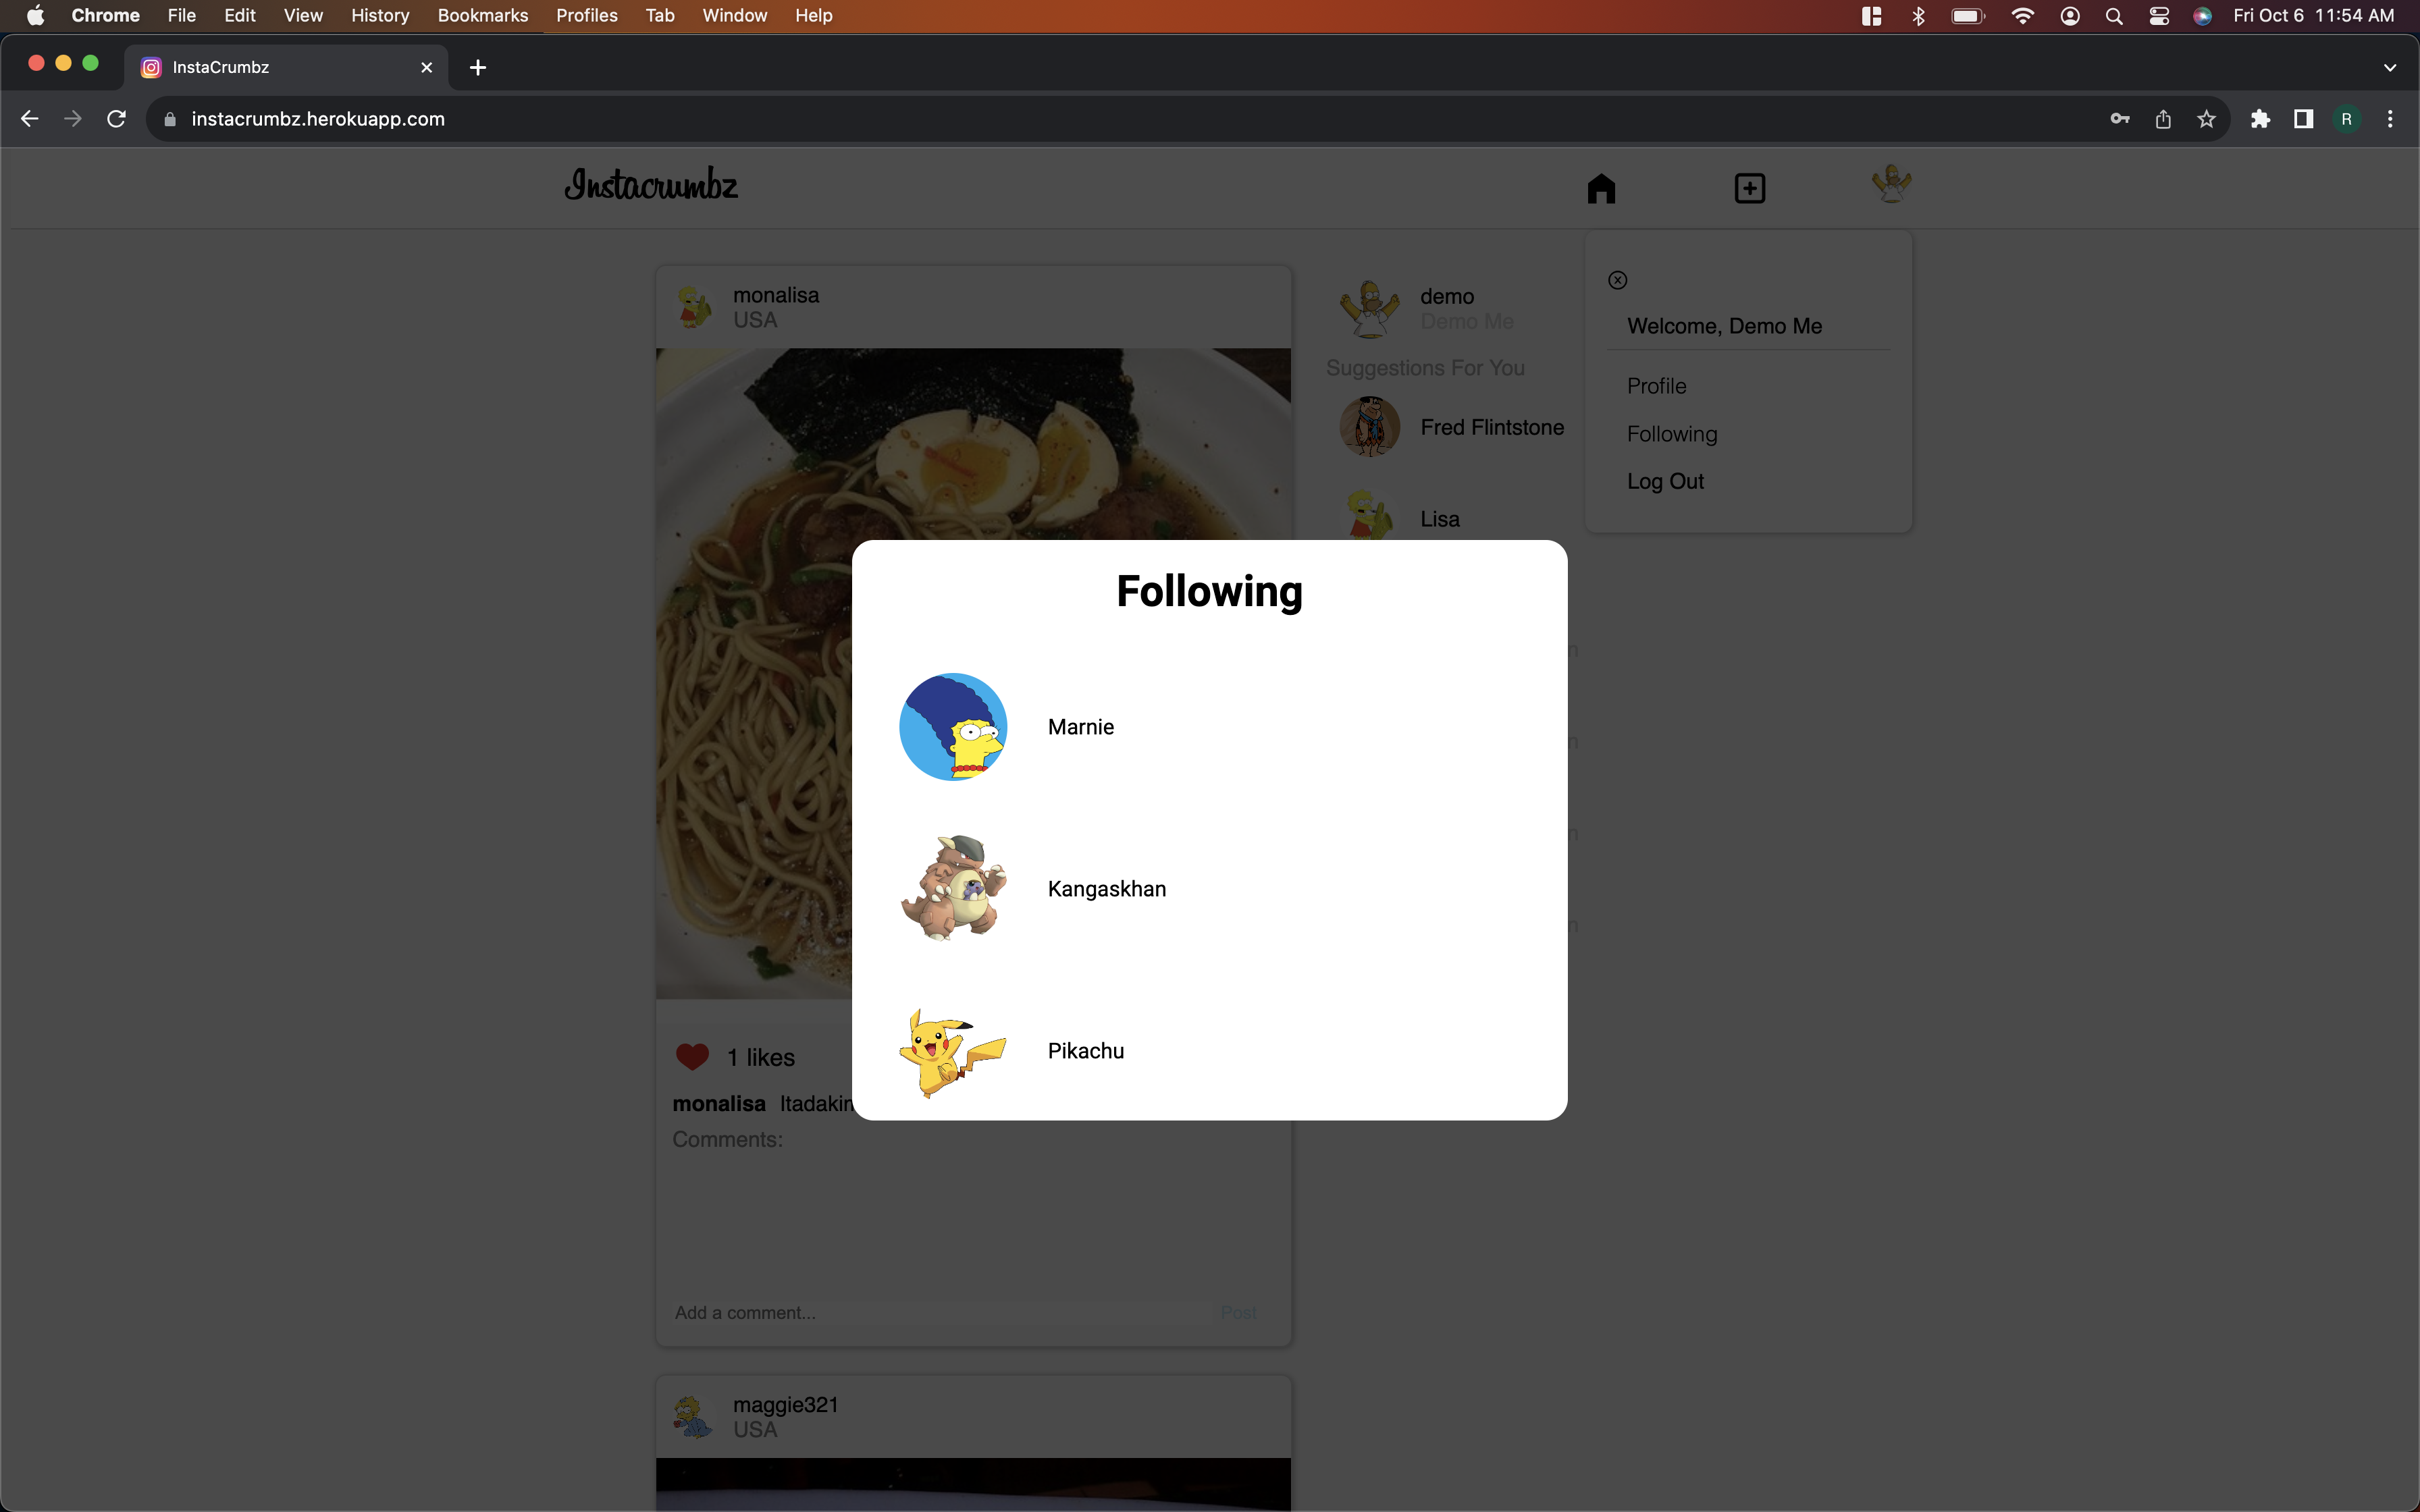 Chrome File Edit View History Bookmarks Profiles Tab Window Help Fri Oct 6 11:54 AM
InstaCrumbz
instacrumbz.herokuapp.com R
Instacrumbz
monalisa
USA
demo
Demo Me
Suggestions For You
Fred Flintstone
Lisa
Welcome, Demo Me
Profile
Following
Log Out
Following
Marnie
Kangaskhan
Pikachu
1 likes
monalisa
Comments:
Add a comment... Post
maggie321
USA